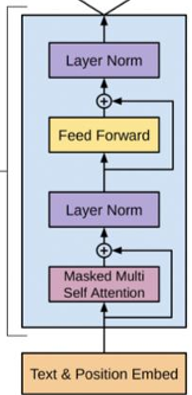 Layer Norm
Feed Forward
Layer Norm
Masked Multi
Self Attention
Text & Position Embed